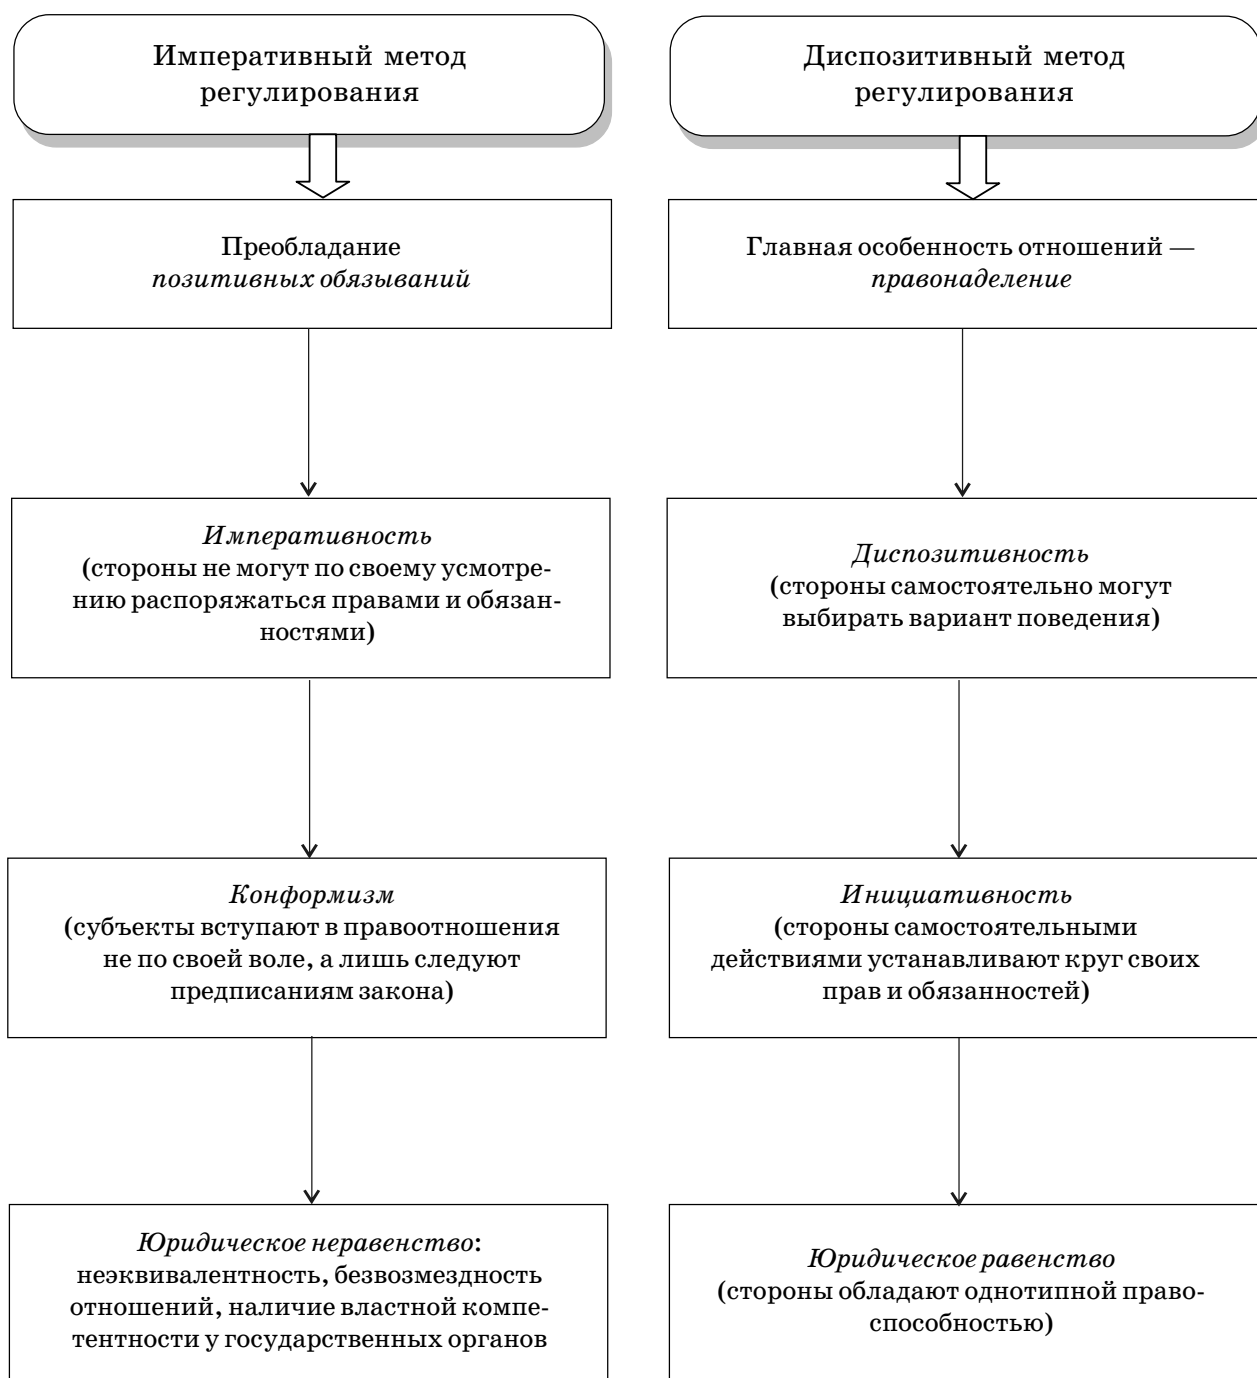 Императивный метод
регулирования
Преобладание
позитивных обязываний
Императивность
(стороны не могут по своему усмотре-
нию распоряжаться правами и обязан-
ностями)
Конформизм
(субъекты вступают в правоотношения
не по своей воле, а лишь следуют
предписаниям закона)
Юридическое неравенство:
неэквивалентность, безвозмездность
отношений, наличие властной компе-
тентности у государственных органов
Диспозитивный метод
регулирования
Главная особенность отношений —
правонаделение
Диспозитивность
(стороны самостоятельно могут
выбирать вариант поведения)
Инициативность
(стороны самостоятельными
действиями устанавливают круг своих
прав и обязанностей)
Юридическое равенство
(стороны обладают однотипной право-
способностью)